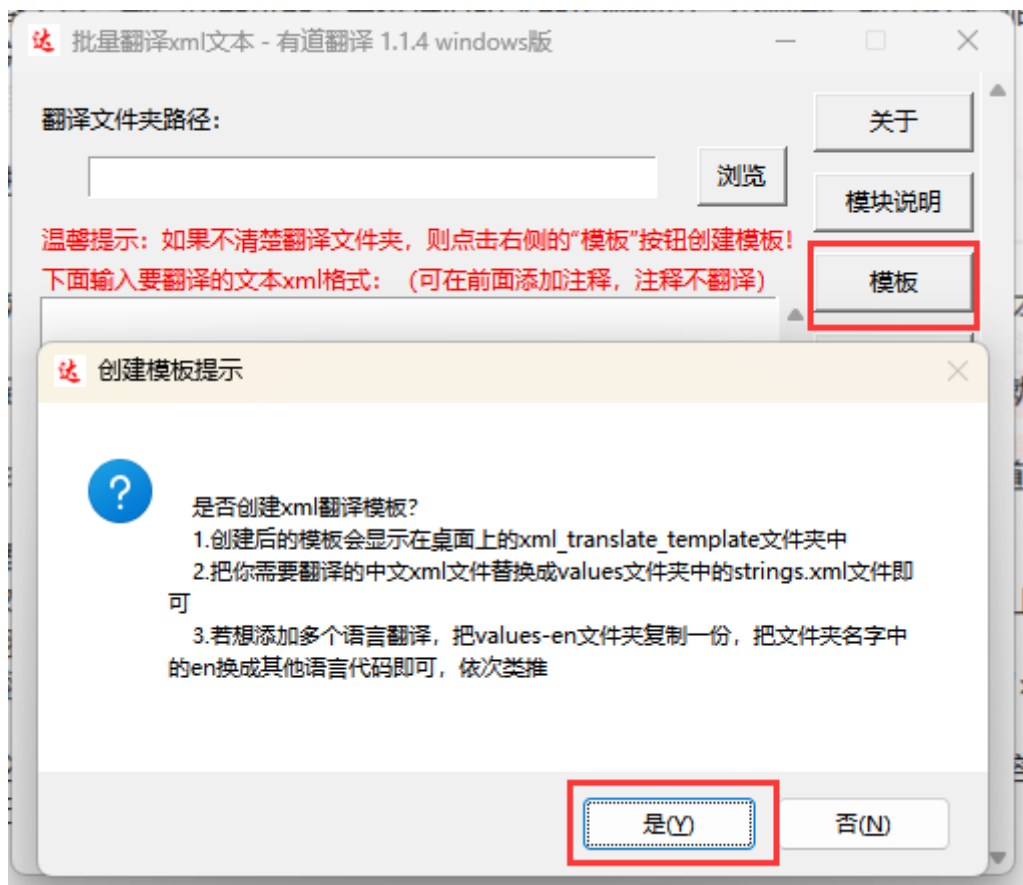 达 批量翻译xml文本 - 有道翻译 1.1.4 windows版
翻译文件夹路径：
关于
浏览
模块说明
温馨提示：如果不清楚翻译文件夹，则点击右侧的“模板”按钮创建模板！
下面输入要翻译的文本xml格式：（可在前面添加注释，注释不翻译）
模板
达 创建模板提示
是否创建xml翻译模板？
1.创建后的模板会显示在桌面上的xml_translate_template文件夹中
2.把你需要翻译的中文xml文件替换成values文件夹中的strings.xml文件即
可
3.若想添加多个语言翻译，把values-en文件夹复制一份，把文件夹名字中
的en换成其他语言代码即可，依次类推
是(Y)
否(N)